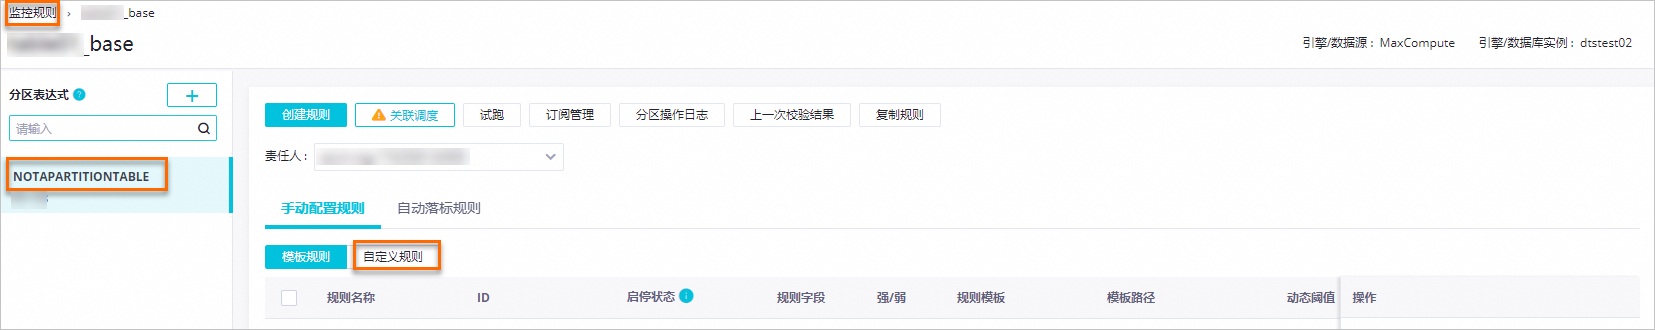 监控规则 › _base
_base
引擎/数据源：MaxCompute 引擎/数据库实例：dtstest02
分区表达式 ? +
请输入
NOTAPARTITIONTABLE
创建规则 关联调度 试跑 订阅管理 分区操作日志 上一次校验结果 复制规则
责任人：
手动配置规则 自动落标规则
模板规则 自定义规则
规则名称 ID 启停状态 规则字段 强/弱 规则模板 模板路径 动态阈值 操作